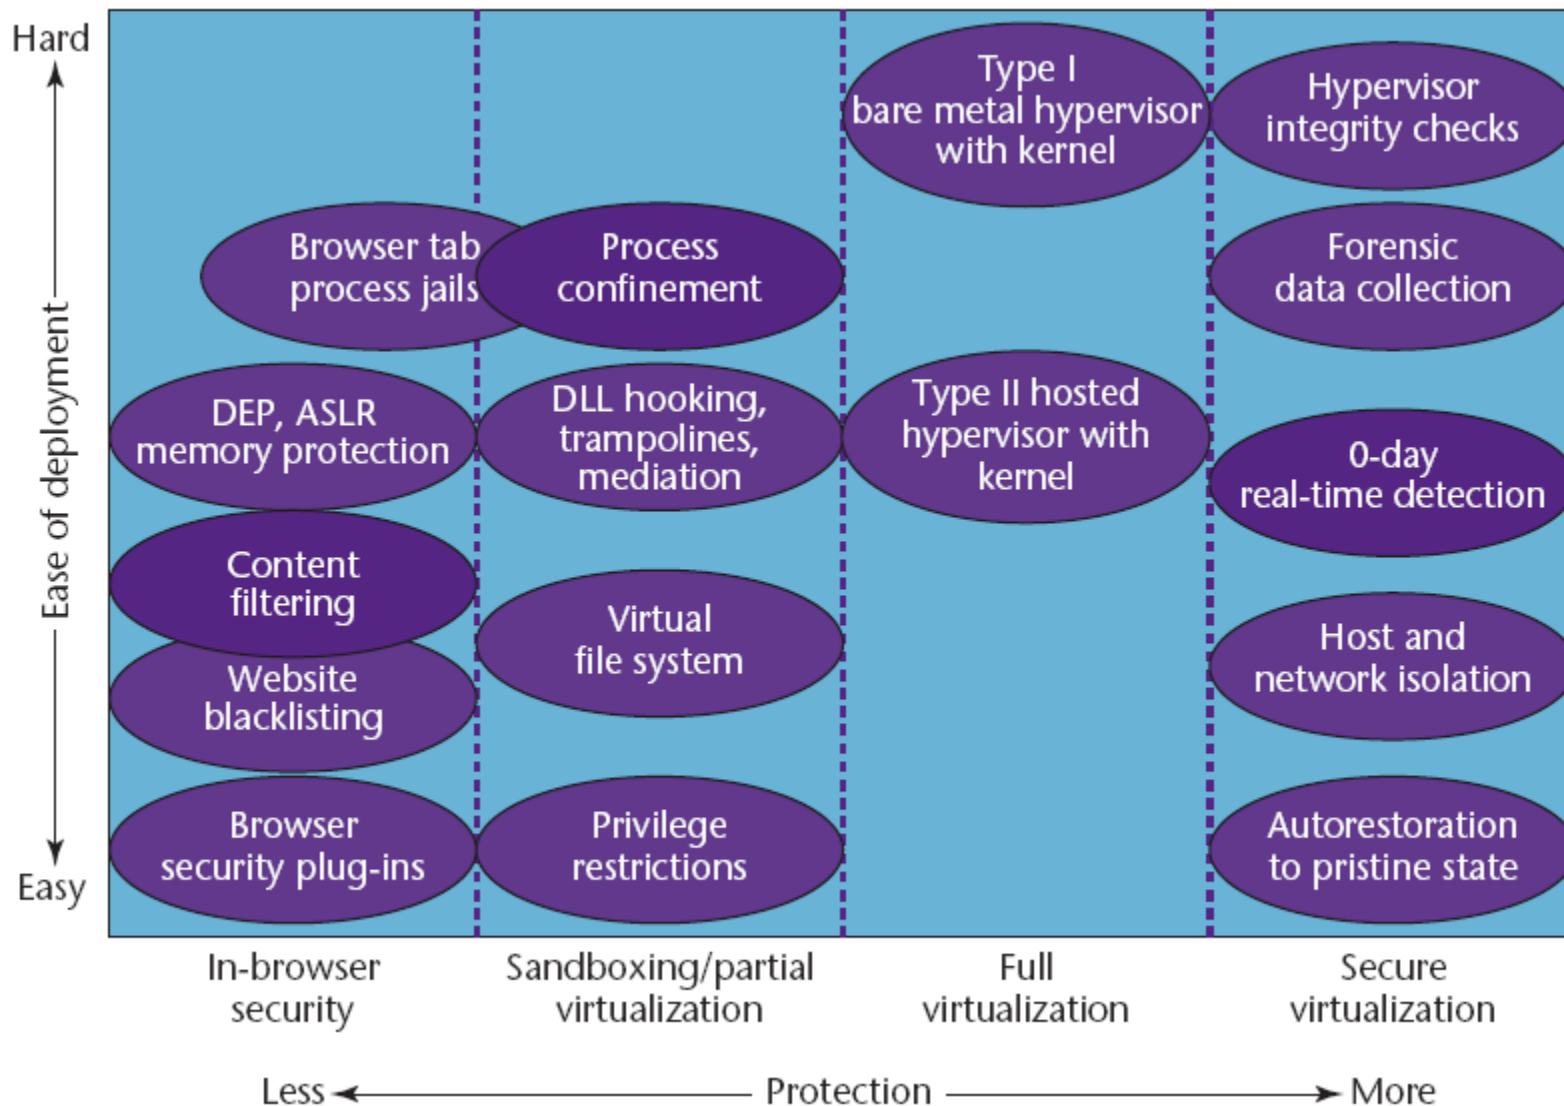 Hard
Ease of deployment
Easy
Type I
bare metal hypervisor
with kernel
Hypervisor
integrity checks
Browser tab
process jails
Process
confinement
Forensic
data collection
DEP, ASLR
memory protection
DLL hooking,
trampolines,
mediation
Type II hosted
hypervisor with
kernel
0-day
real-time detection
Content
filtering
Virtual
file system
Host and
network isolation
Website
blacklisting
Browser
security plug-ins
Privilege
restrictions
Autorestoration
to pristine state
In-browser
security
Sandboxing/partial
virtualization
Full
virtualization
Secure
virtualization
Less
Protection
More